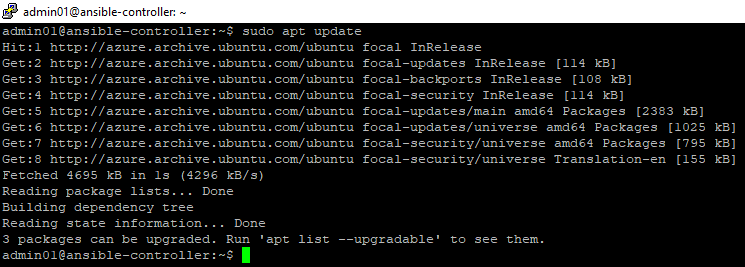 admin01@ansible-controller: ~
admin01@ansible-controller:~$ sudo apt update
Hit:1 http://azure.archive.ubuntu.com/ubuntu focal InRelease
Get:2 http://azure.archive.ubuntu.com/ubuntu focal-updates InRelease [114 kB]
Get:3 http://azure.archive.ubuntu.com/ubuntu focal-backports InRelease [108 kB]
Get:4 http://azure.archive.ubuntu.com/ubuntu focal-security InRelease [114 kB]
Get:5 http://azure.archive.ubuntu.com/ubuntu focal-updates/main amd64 Packages [2383 kB]
Get:6 http://azure.archive.ubuntu.com/ubuntu focal-updates/universe amd64 Packages [1025 kB]
Get:7 http://azure.archive.ubuntu.com/ubuntu focal-security/universe amd64 Packages [795 kB]
Get:8 http://azure.archive.ubuntu.com/ubuntu focal-security/universe Translation-en [155 kB]
Fetched 4695 kB in 1s (4296 kB/s)
Reading package lists... Done
Building dependency tree
Reading state information... Done
3 packages can be upgraded. Run 'apt list --upgradable' to see them.
admin01@ansible-controller:~$